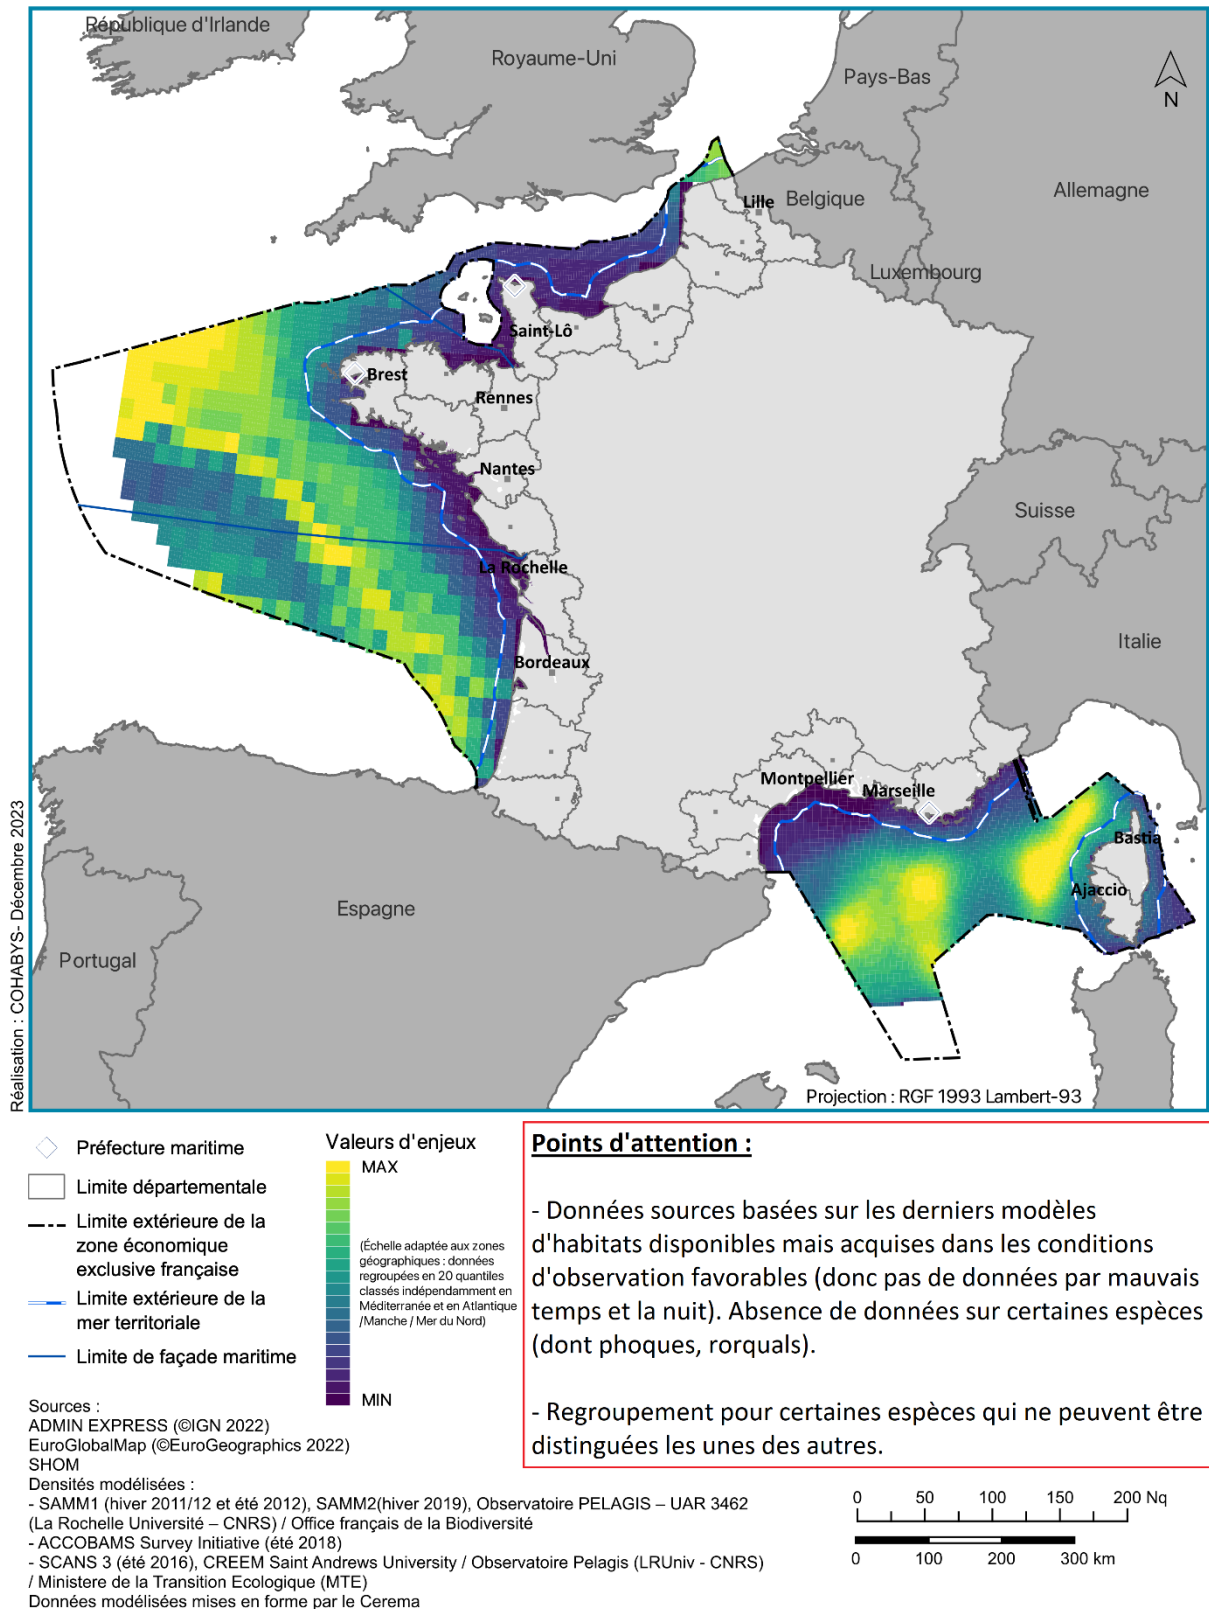 République d'Irlande
Royaume-Uni
Pays-Bas
N
Allemagne
Lille
Belgique
Luxembourg
Saint-Lô
Brest
Rennes
Nantes
Suisse
La Rochelle
Italie
Bordeaux
Montpellier
Marseille
Bastia
Ajaccio
Espagne
Portugal
Projection : RGF 1993 Lambert-93
Réalisation : COHABYS- Décembre 2023
Préfecture maritime
Limite départementale
Limite extérieure de la
zone économique
exclusive française
Limite extérieure de la
mer territoriale
Limite de façade maritime
Valeurs d'enjeux
MAX
(Échelle adaptée aux zones
géographiques : données
regroupées en 20 quantiles
classés indépendamment en
Méditerranée et en Atlantique
/Manche / Mer du Nord)
MIN
Points d'attention :
- Données sources basées sur les derniers modèles
d'habitats disponibles mais acquises dans les conditions
d'observation favorables (donc pas de données par mauvais
temps et la nuit). Absence de données sur certaines espèces
(dont phoques, rorquals).
- Regroupement pour certaines espèces qui ne peuvent être
distinguées les unes des autres.
Sources :
ADMIN EXPRESS (©IGN 2022)
EuroGlobalMap (©EuroGeographics 2022)
SHOM
Densités modélisées :
- SAMM1 (hiver 2011/12 et été 2012), SAMM2(hiver 2019), Observatoire PELAGIS – UAR 3462
(La Rochelle Université – CNRS) / Office français de la Biodiversité
- ACCOBAMS Survey Initiative (été 2018)
- SCANS 3 (été 2016), CREEM Saint Andrews University / Observatoire Pelagis (LRUniv - CNRS)
/ Ministere de la Transition Ecologique (MTE)
Données modélisées mises en forme par le Cerema
0 50 100 150 200 Nq
0 100 200 300 km